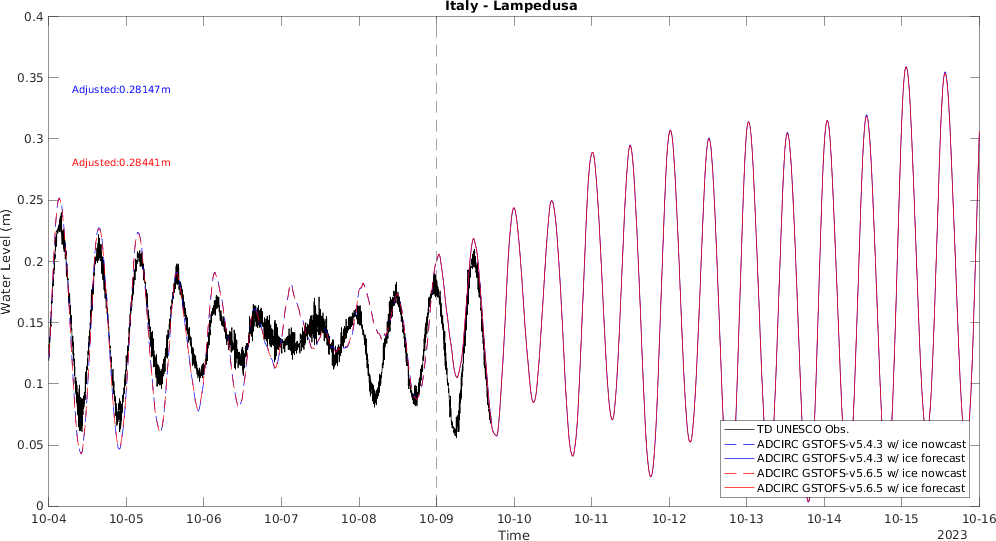 Italy - Lampedusa
0.4
0.35
0.3
0.25
0.2
0.15
0.1
0.05
0
Water Level (m)
Adjusted:0.28147m
Adjusted:0.28441m
TD UNESCO Obs.
ADCIRC GSTOFS-v5.4.3 w/ ice nowcast
ADCIRC GSTOFS-v5.4.3 w/ ice forecast
ADCIRC GSTOFS-v5.6.5 w/ ice nowcast
ADCIRC GSTOFS-v5.6.5 w/ ice forecast
10-04 10-05 10-06 10-07 10-08 10-09 10-10 10-11 10-12 10-13 10-14 10-15 10-16
Time
2023